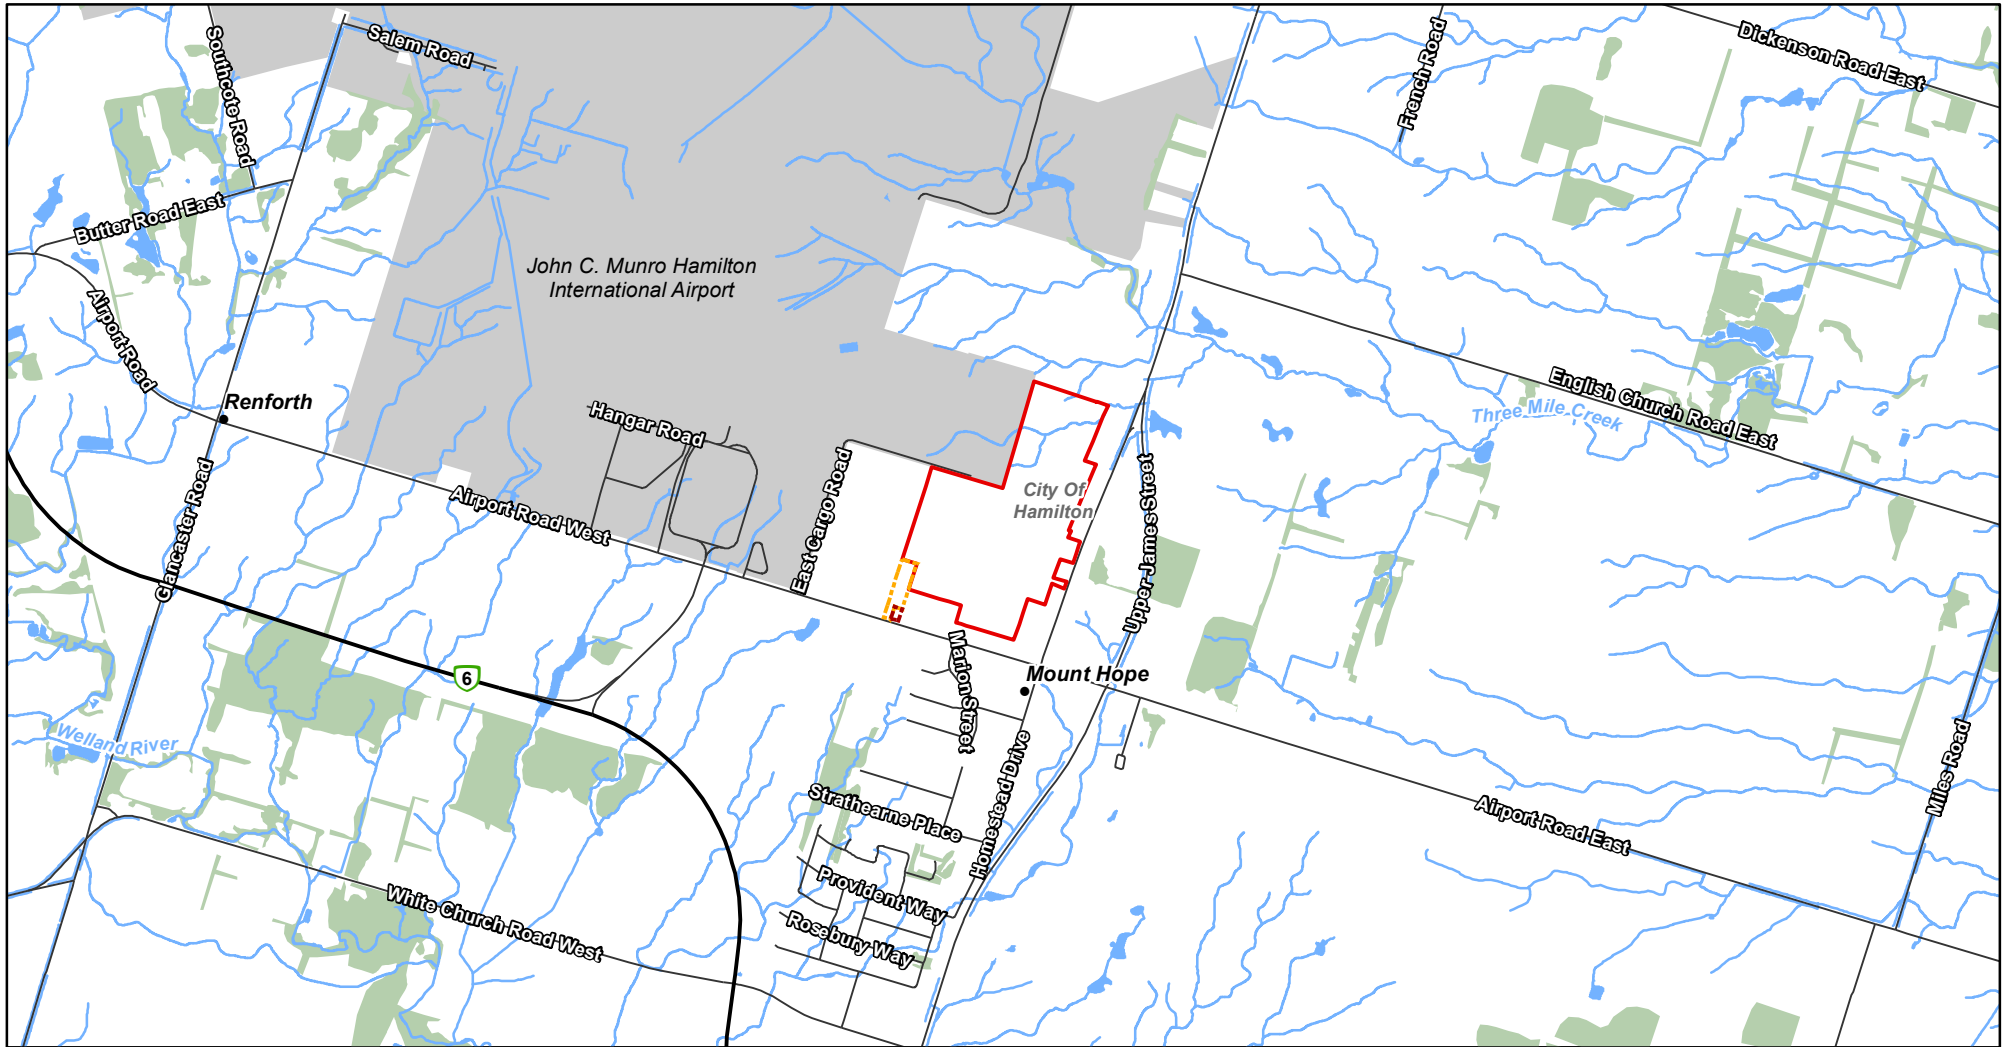 Salem Road
Southcote Road
French Road
Dickenson Road East
Butter Road East
John C. Munro Hamilton
International Airport
Airport Road
Renforth
Hangar Road
English Church Road East
Three Mile Creek
Glancaster Road
Airport Road West
East Cargo Road
City Of
Hamilton
Upper James Street
6
Marion Street
Mount Hope
Welland River
Strathearne Place
Homestead Drive
Miles Road
Airport Road East
Provident Way
Rosebury Way
White Church Road West